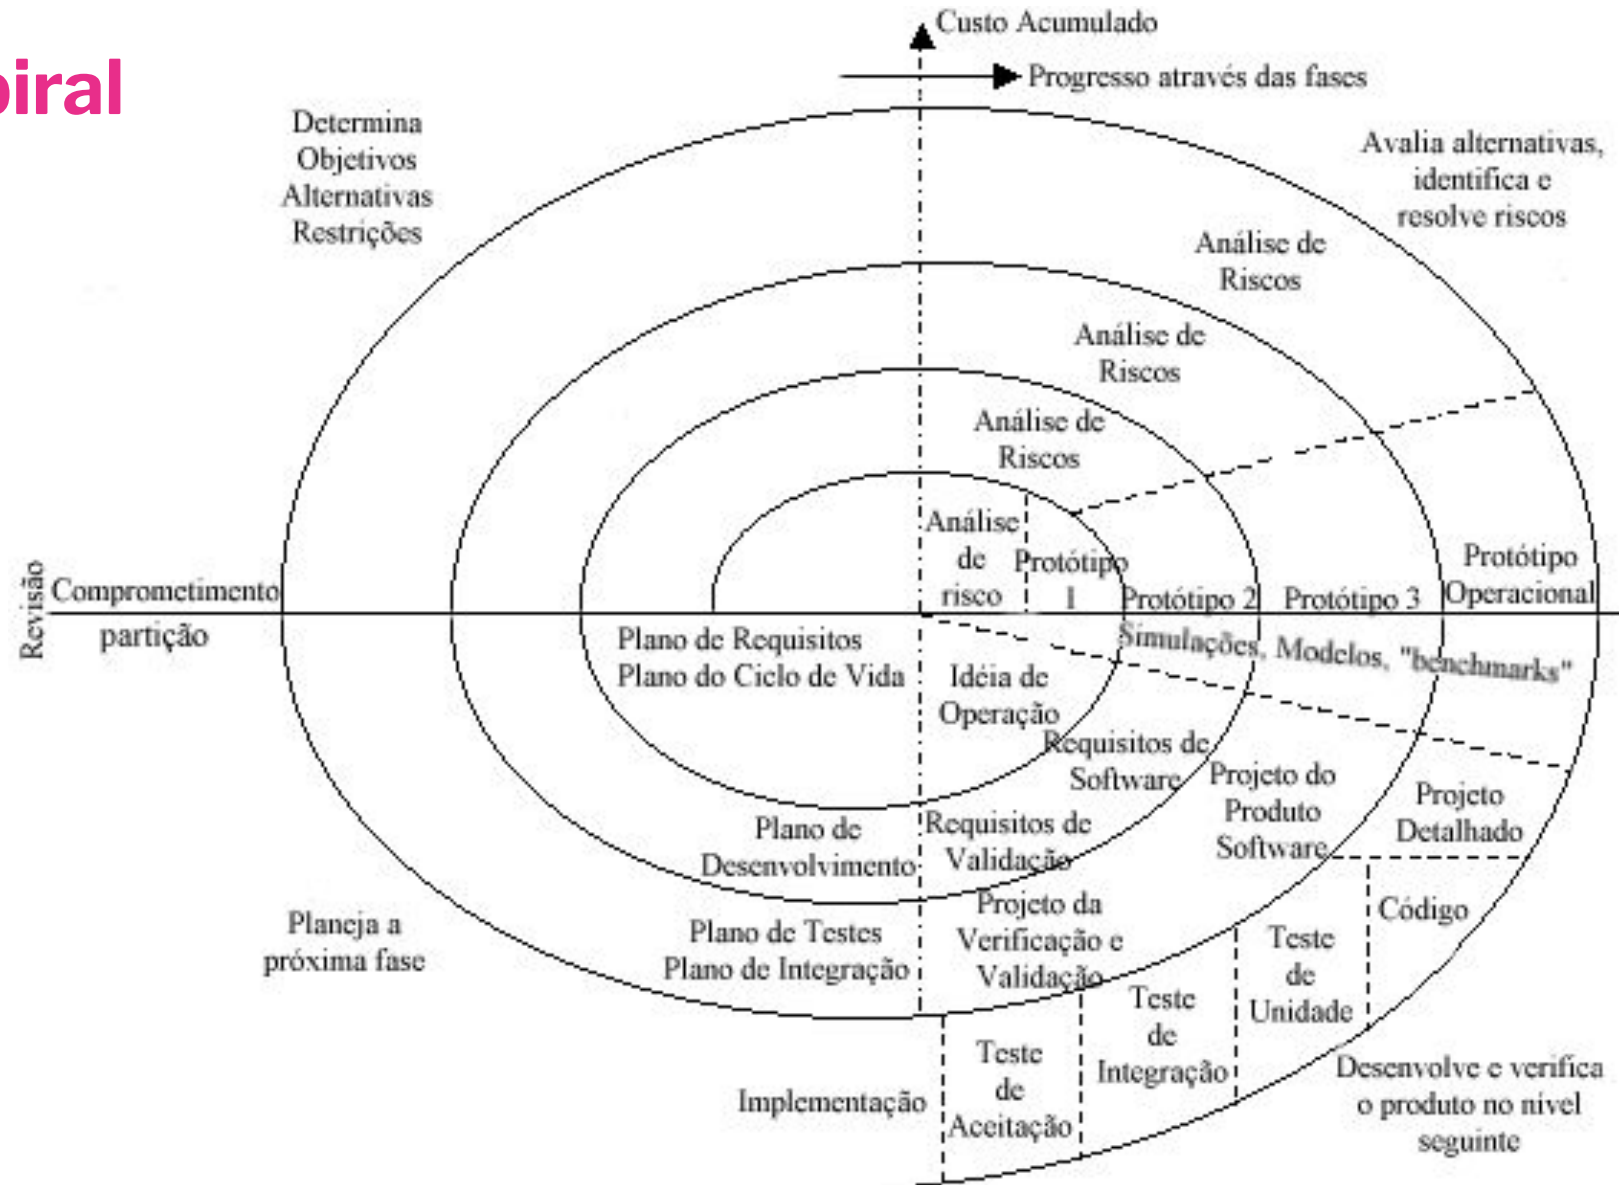 piral
Custo Acumulado
Progresso através das fases
Determina
Objetivos
Alternativas
Restrições
Avalia alternativas,
identifica e
resolve riscos
Análise de
Riscos
Análise de
Riscos
Análise de
Riscos
Análise
de
risco
Protótipo
1
Protótipo 2
Protótipo 3
Protótipo
Operacional
Revisão
Comprometimento
partição
Simulações, Modelos, "benchmarks"
Plano de Requisitos
Plano do Ciclo de Vida
Idéia de
Operação
Requisitos de
Software
Projeto do
Produto
Software
Projeto
Detalhado
Plano de
Desenvolvimento
Requisitos de
Validação
Código
Planeja a
próxima fase
Plano de Testes
Plano de Integração
Projeto da
Verificação e
Validação
Teste
de
Unidade
Teste
de
Integração
Teste
de
Aceitação
Implementação
Desenvolve e verifica
o produto no nível
seguinte